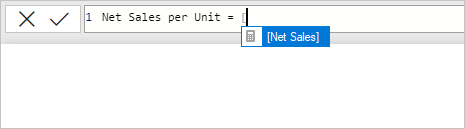 1 Net Sales per Unit = [
[Net Sales]